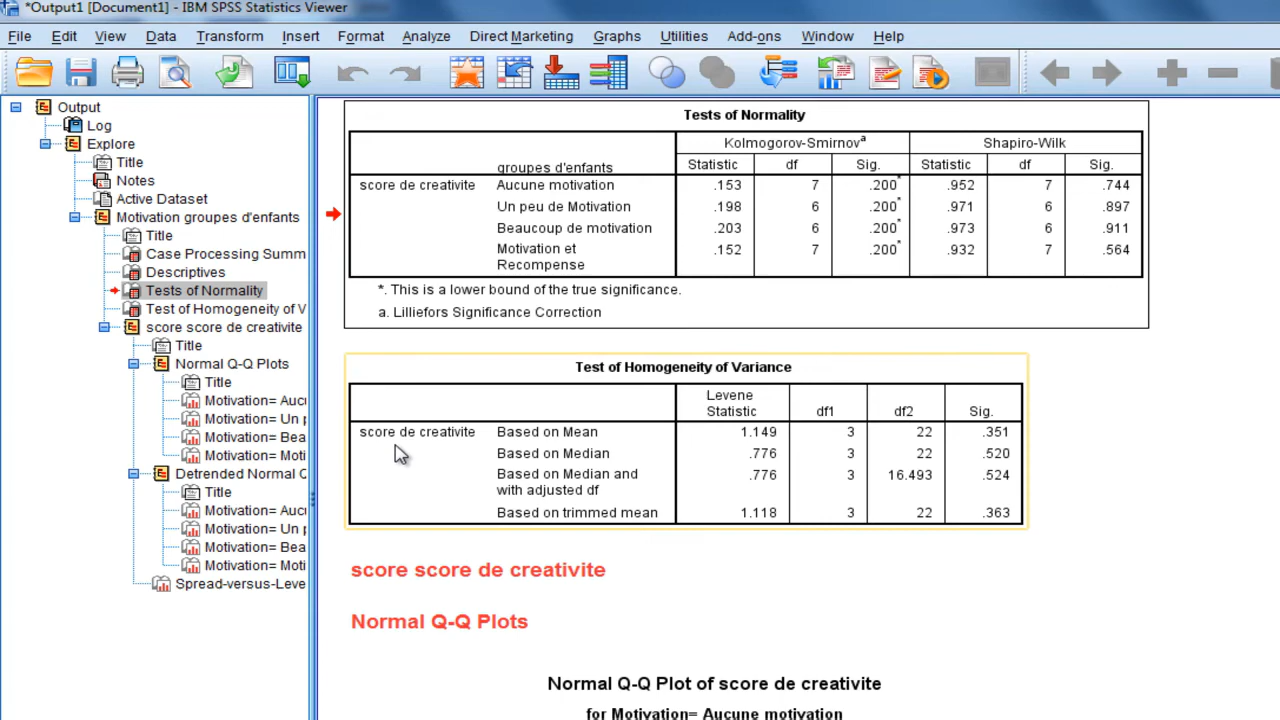 *Output1 [Document1] - IBM SPSS Statistics Viewer
File Edit View Data Transform Insert Format Analyze Direct Marketing Graphs Utilities Add-ons Window Help
Output
Log
Explore
Title
Notes
Active Dataset
Motivation groupes d'enfants
Title
Case Processing Summ
Descriptives
Tests of Normality
Test of Homogeneity of V
score score de creativite
Title
Normal Q-Q Plots
Title
Motivation= Auc
Motivation= Un p
Motivation= Bea
Motivation= Moti
Detrended Normal Q
Title
Motivation= Auc
Motivation= Un p
Motivation= Bea
Motivation= Moti
Spread-versus-Leve
Tests of Normality
Kolmogorov-Smirnov a Shapiro-Wilk
groupes d'enfants Statistic df Sig. Statistic df Sig.
score de creativite Aucune motivation .153 7 .200* .952 7 .744
Un peu de Motivation .198 6 .200* .971 6 .897
Beaucoup de motivation .203 6 .200* .973 6 .911
Motivation et .152 7 .200* .932 7 .564
Recompense
*. This is a lower bound of the true significance.
a. Lilliefors Significance Correction
Test of Homogeneity of Variance
Levene
Statistic df1 df2 Sig.
score de creativite Based on Mean 1.149 3 22 .351
Based on Median .776 3 22 .520
Based on Median and .776 3 16.493 .524
with adjusted df
Based on trimmed mean 1.118 3 22 .363
score score de creativite
Normal Q-Q Plots
Normal Q-Q Plot of score de creativite
for Motivation= Aucune motivation